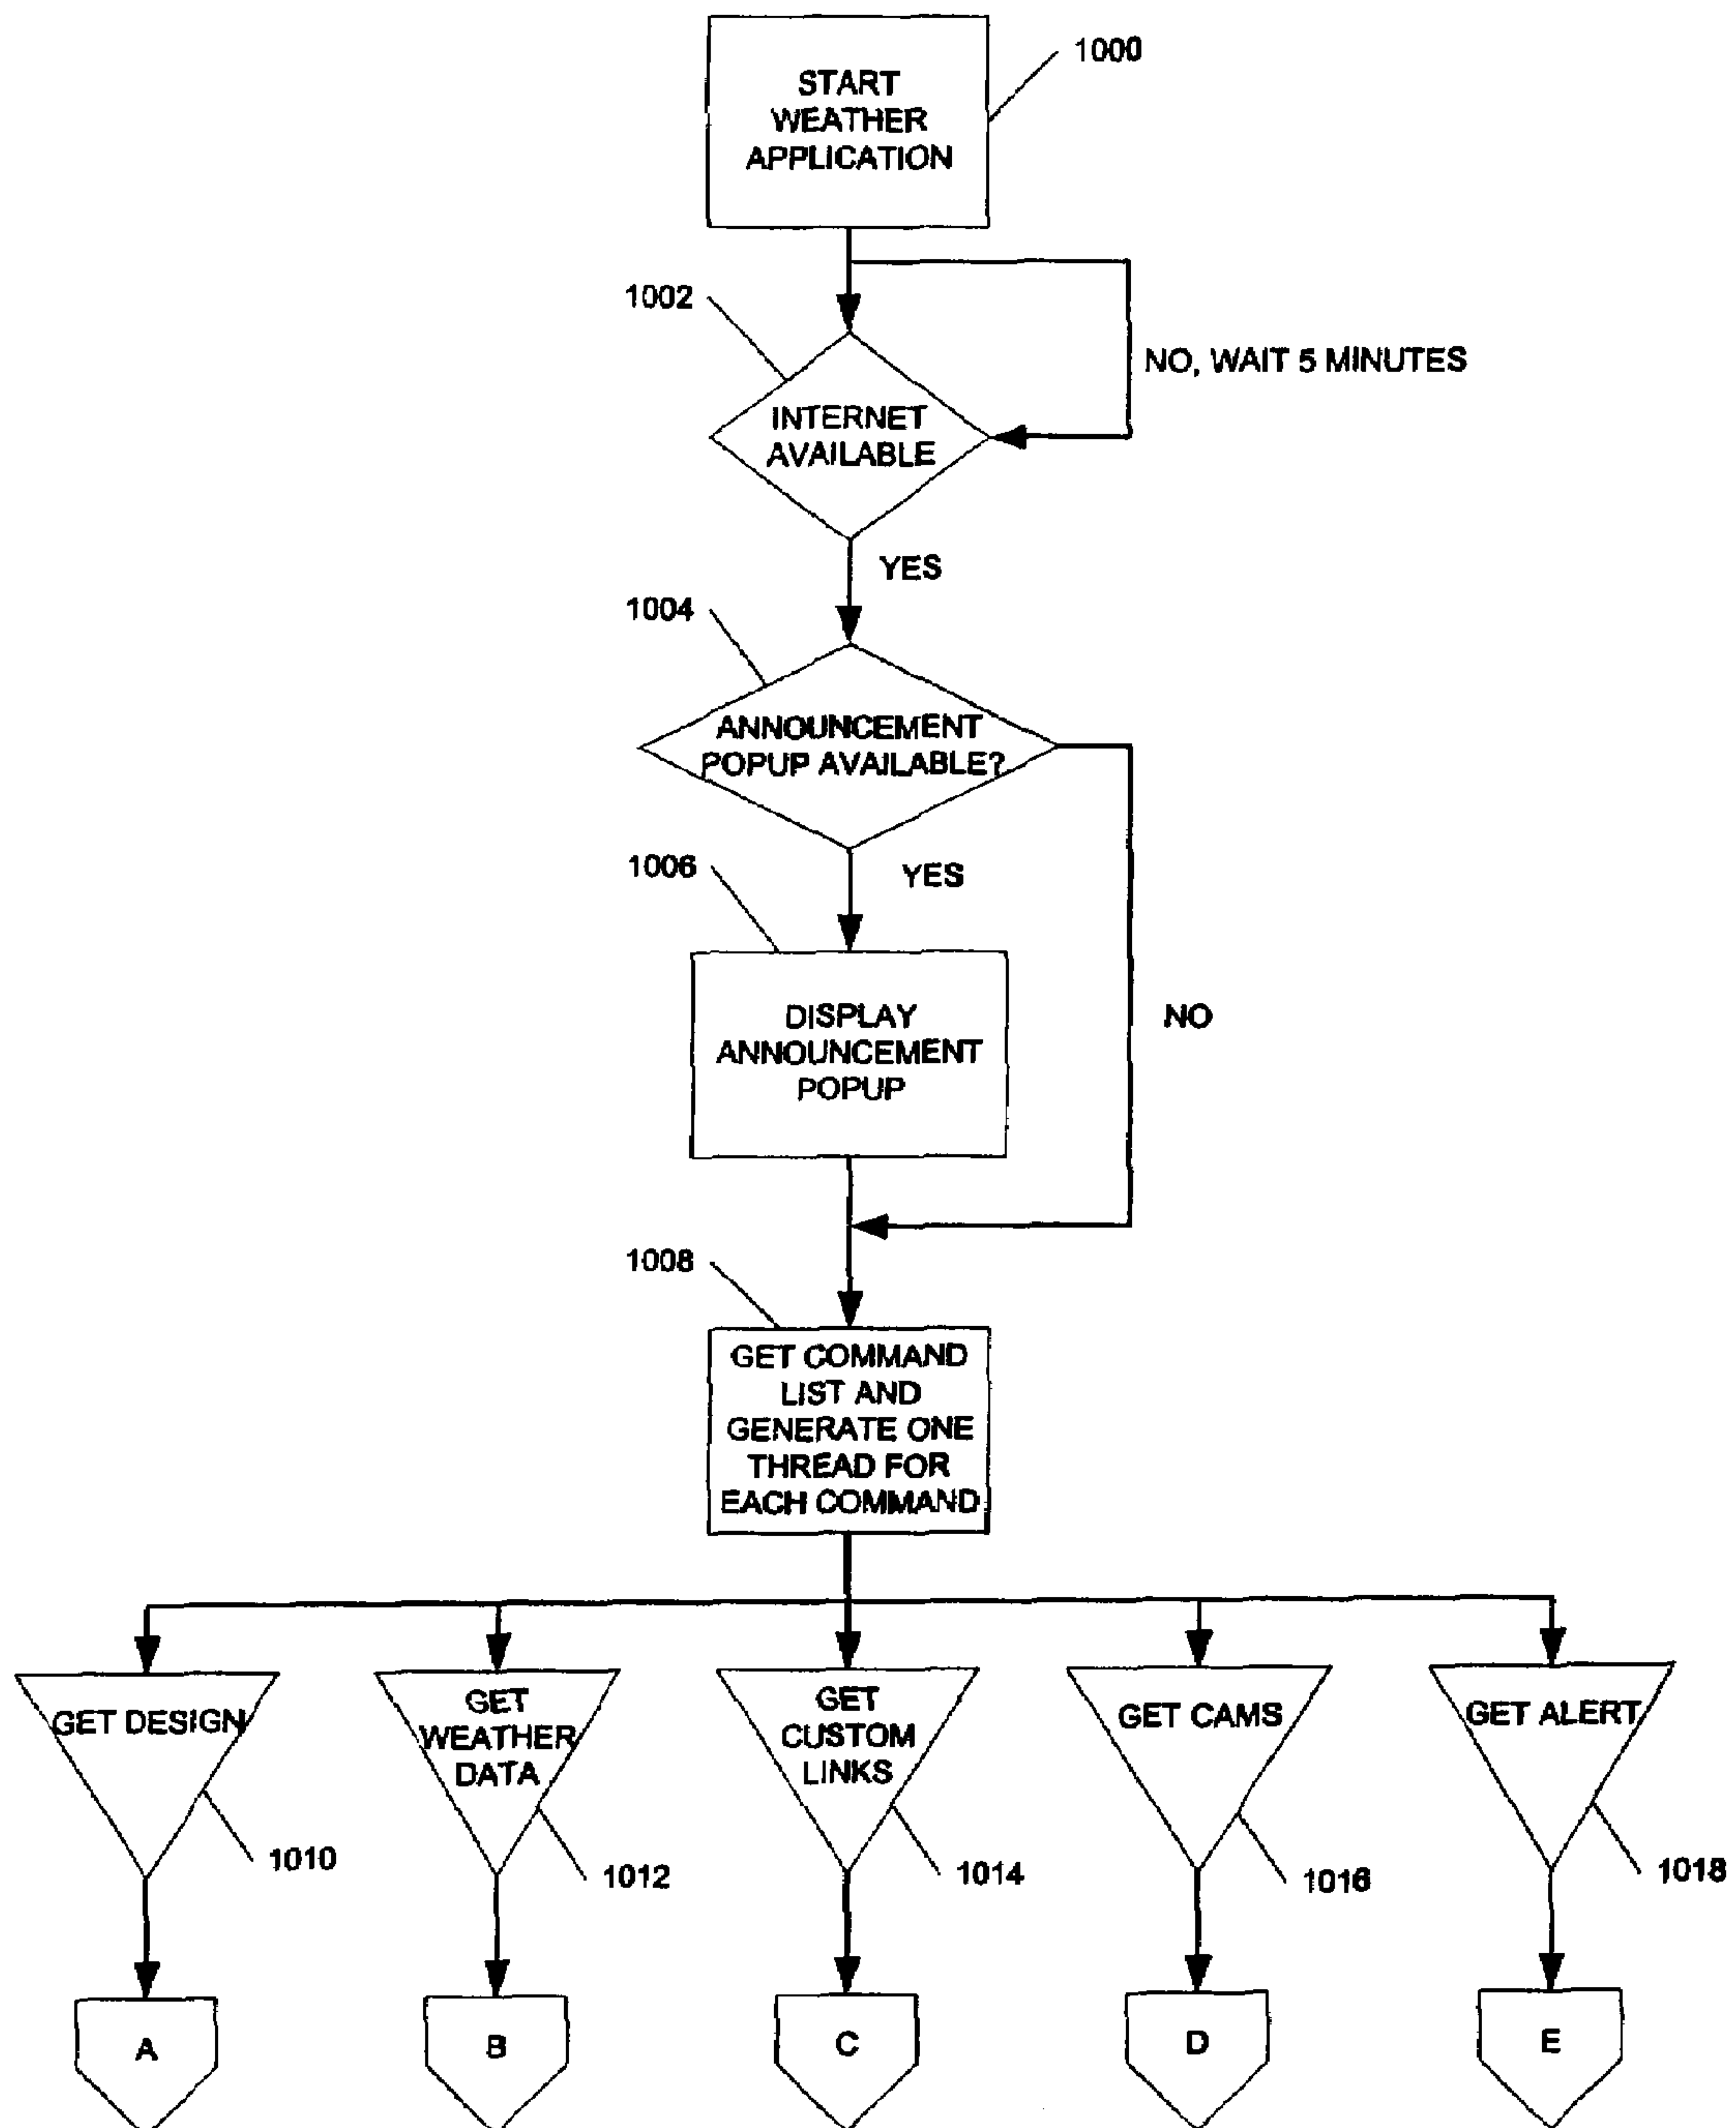 START
WEATHER
APPLICATION
1000
1002
NO, WAIT 5 MINUTES
INTERNET
AVAILABLE
YES
1004
ANNOUNCEMENT
POPUP AVAILABLE?
1006
YES
DISPLAY
ANNOUNCEMENT
POPUP
NO
1008
GET COMMAND
LIST AND
GENERATE ONE
THREAD FOR
EACH COMMAND
GET DESIGN
GET
WEATHER
DATA
GET
CUSTOM
LINKS
GET CAMS
GET ALERT
1010
1012
1014
1016
1018
A
B
C
D
E